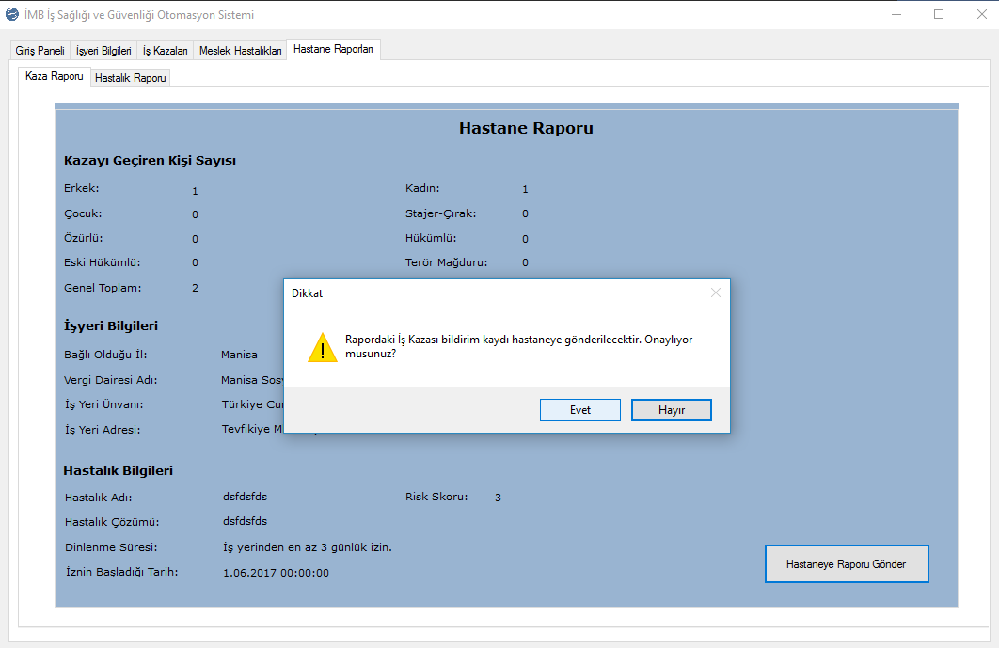 İMB İş Sağlığı ve Güvenliği Otomasyon Sistemi
Giriş Paneli İşyeri Bilgileri İş Kazaları Meslek Hastalıkları Hastane Raporları
Kaza Raporu Hastalık Raporu
Hastane Raporu
Kazayı Geçiren Kişi Sayısı
Erkek: 1 Kadın: 1
Çocuk: 0 Stajer-Çırak: 0
Özürlü: 0 Hükümlü: 0
Eski Hükümlü: 0 Terör Mağduru: 0
Genel Toplam: 2
Dikkat
Rapordaki İş Kazası bildirim kaydı hastaneye gönderilecektir. Onaylıyor
musunuz?
Evet Hayır
İşyeri Bilgileri
Bağlı Olduğu İl: Manisa
Vergi Dairesi Adı: Manisa
İş Yeri Ünvanı: Türkiye
İş Yeri Adresi: Tevfikiye
Hastalık Bilgileri
Hastalık Adı: dsfdsfds Risk Skoru: 3
Hastalık Çözümü: dsfdsfds
Dinlenme Süresi: İş yerinden en az 3 günlük izin.
İznin Başladığı Tarih: 1.06.2017 00:00:00
Hastaneye Raporu Gönder